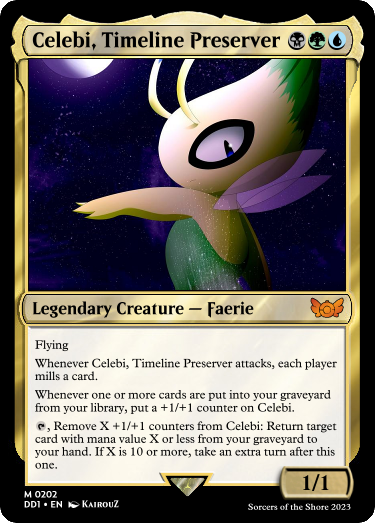 Celebi, Timeline Preserver
Legendary Creature — Faerie
Flying
Whenever Celebi, Timeline Preserver attacks, each player
mills a card.
Whenever one or more cards are put into your graveyard
from your library, put a +1/+1 counter on Celebi.
, Remove X +1/+1 counters from Celebi: Return target
card with mana value X or less from your graveyard to
your hand. If X is 10 or more, take an extra turn after this
one.
1/1
M 0202
DD1 • EN KairouZ
Sorcers of the Shore 2023